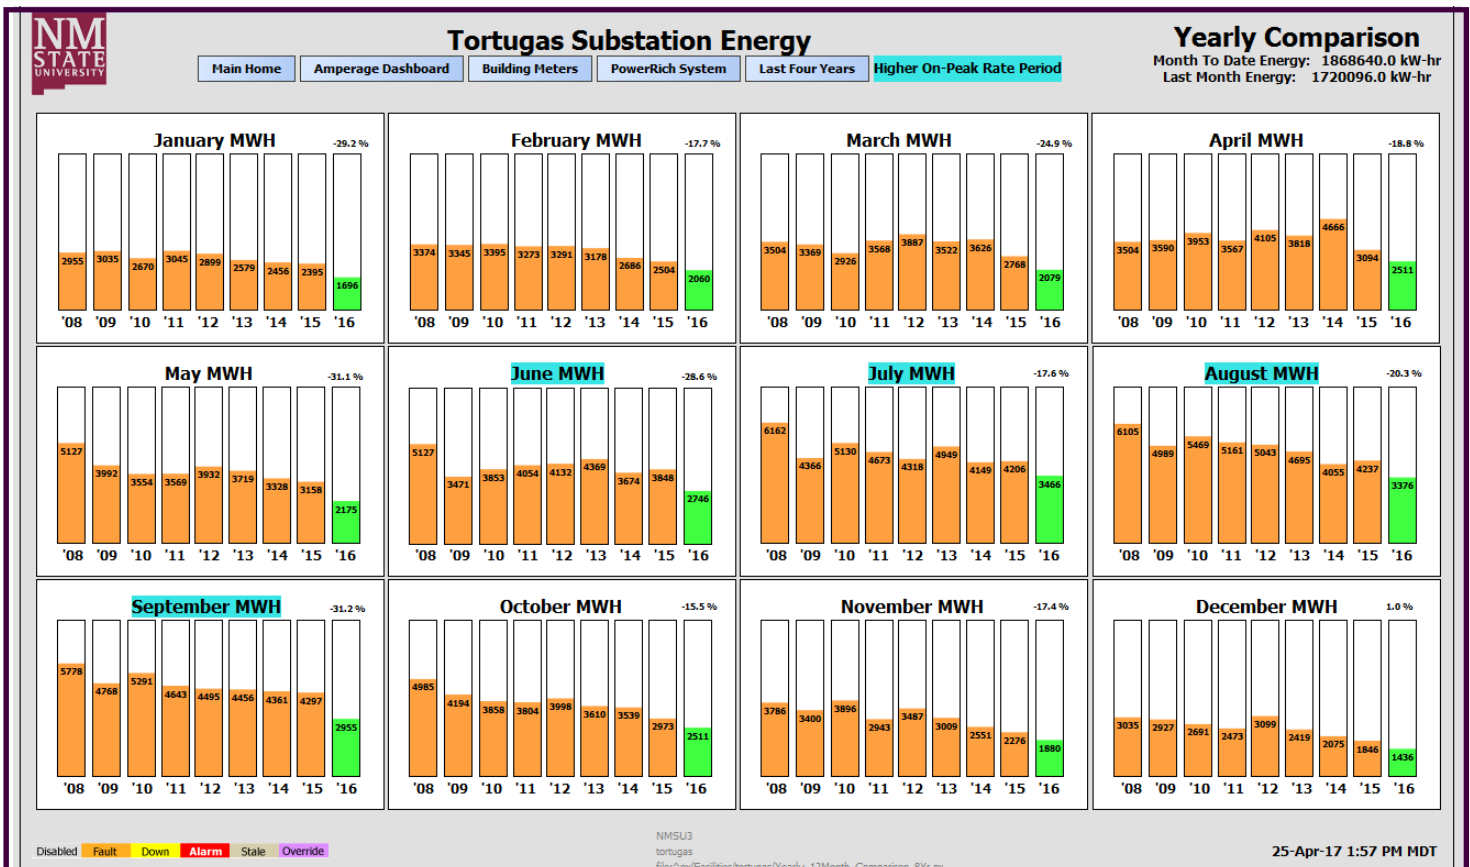 NM
STATE
UNIVERSITY
Tortugas Substation Energy
Yearly Comparison
Main Home Amperage Dashboard Building Meters PowerRich System Last Four Years Higher On-Peak Rate Period
Month To Date Energy: 1868640.0 kW-hr
Last Month Energy: 1720096.0 kW-hr
January MWH -29.2 %
2955 3035 2670 3045 2899 2579 2456 2395 1696
'08 '09 '10 '11 '12 '13 '14 '15 '16
February MWH -17.7 %
3374 3345 3395 3273 3291 3178 2686 2504 2060
'08 '09 '10 '11 '12 '13 '14 '15 '16
March MWH -24.9 %
3504 3369 2926 3568 3887 3522 3626 2768 2079
'08 '09 '10 '11 '12 '13 '14 '15 '16
April MWH -18.8 %
3504 3590 3953 3567 4105 3818 4666 3094 2511
'08 '09 '10 '11 '12 '13 '14 '15 '16
May MWH -31.1 %
5127 3992 3554 3569 3932 3719 3328 3158 2175
'08 '09 '10 '11 '12 '13 '14 '15 '16
June MWH -28.6 %
5127 3471 3853 4054 4132 4369 3674 3848 2746
'08 '09 '10 '11 '12 '13 '14 '15 '16
July MWH -17.6 %
6162 4366 5130 4673 4318 4949 4149 4206 3466
'08 '09 '10 '11 '12 '13 '14 '15 '16
August MWH -20.3 %
6105 4989 5469 5161 5043 4695 4055 4237 3376
'08 '09 '10 '11 '12 '13 '14 '15 '16
September MWH -31.2 %
5778 4768 5291 4643 4495 4456 4361 4297 2955
'08 '09 '10 '11 '12 '13 '14 '15 '16
October MWH -15.5 %
4985 4194 3858 3804 3998 3610 3539 2973 2511
'08 '09 '10 '11 '12 '13 '14 '15 '16
November MWH -17.4 %
3786 3400 3896 2943 3487 3009 2551 2276 1880
'08 '09 '10 '11 '12 '13 '14 '15 '16
December MWH 1.0 %
3035 2927 2691 2473 3099 2419 2075 1846 1436
'08 '09 '10 '11 '12 '13 '14 '15 '16
Disabled Fault Down Alarm Stale Override
NMSU3
tortugas
25-Apr-17 1:57 PM MDT